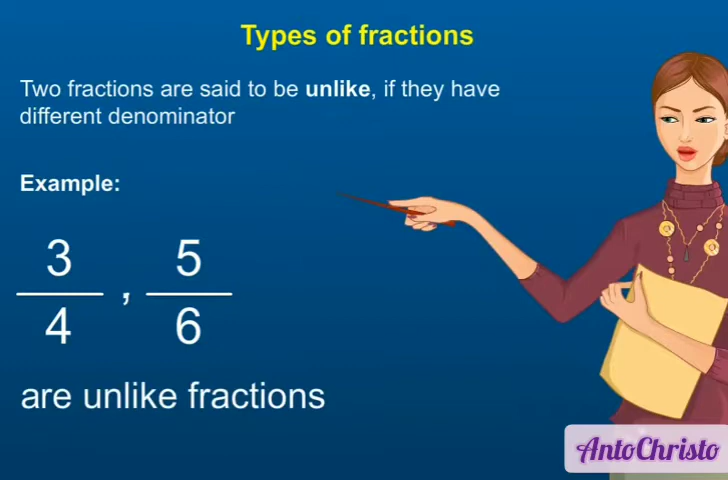 Types of fractions
Two fractions are said to be unlike, if they have
different denominator
Example:
3/4 , 5/6
are unlike fractions
AntoChristo